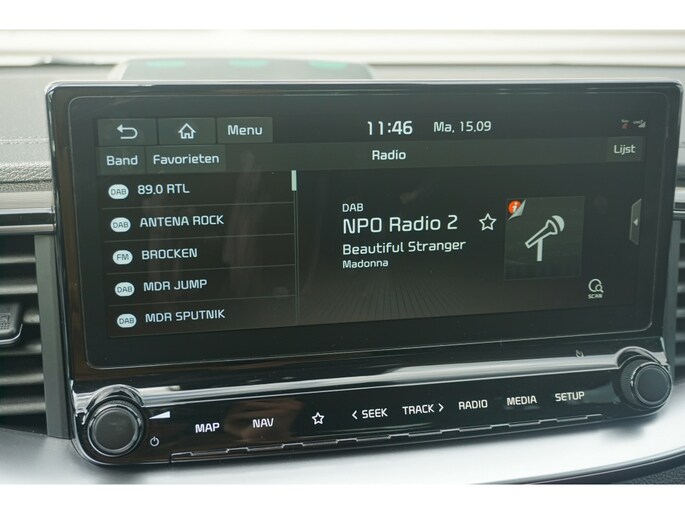 Menu 11:46 Ma, 15.09
Band Favorieten Radio Lijst
DAB 89.0 RTL
DAB ANTENA ROCK
FM BROCKEN
DAB MDR JUMP
DAB MDR SPUTNIK
DAB
NPO Radio 2
Beautiful Stranger
Madonna
SCAN
MAP NAV < SEEK TRACK > RADIO MEDIA SETUP